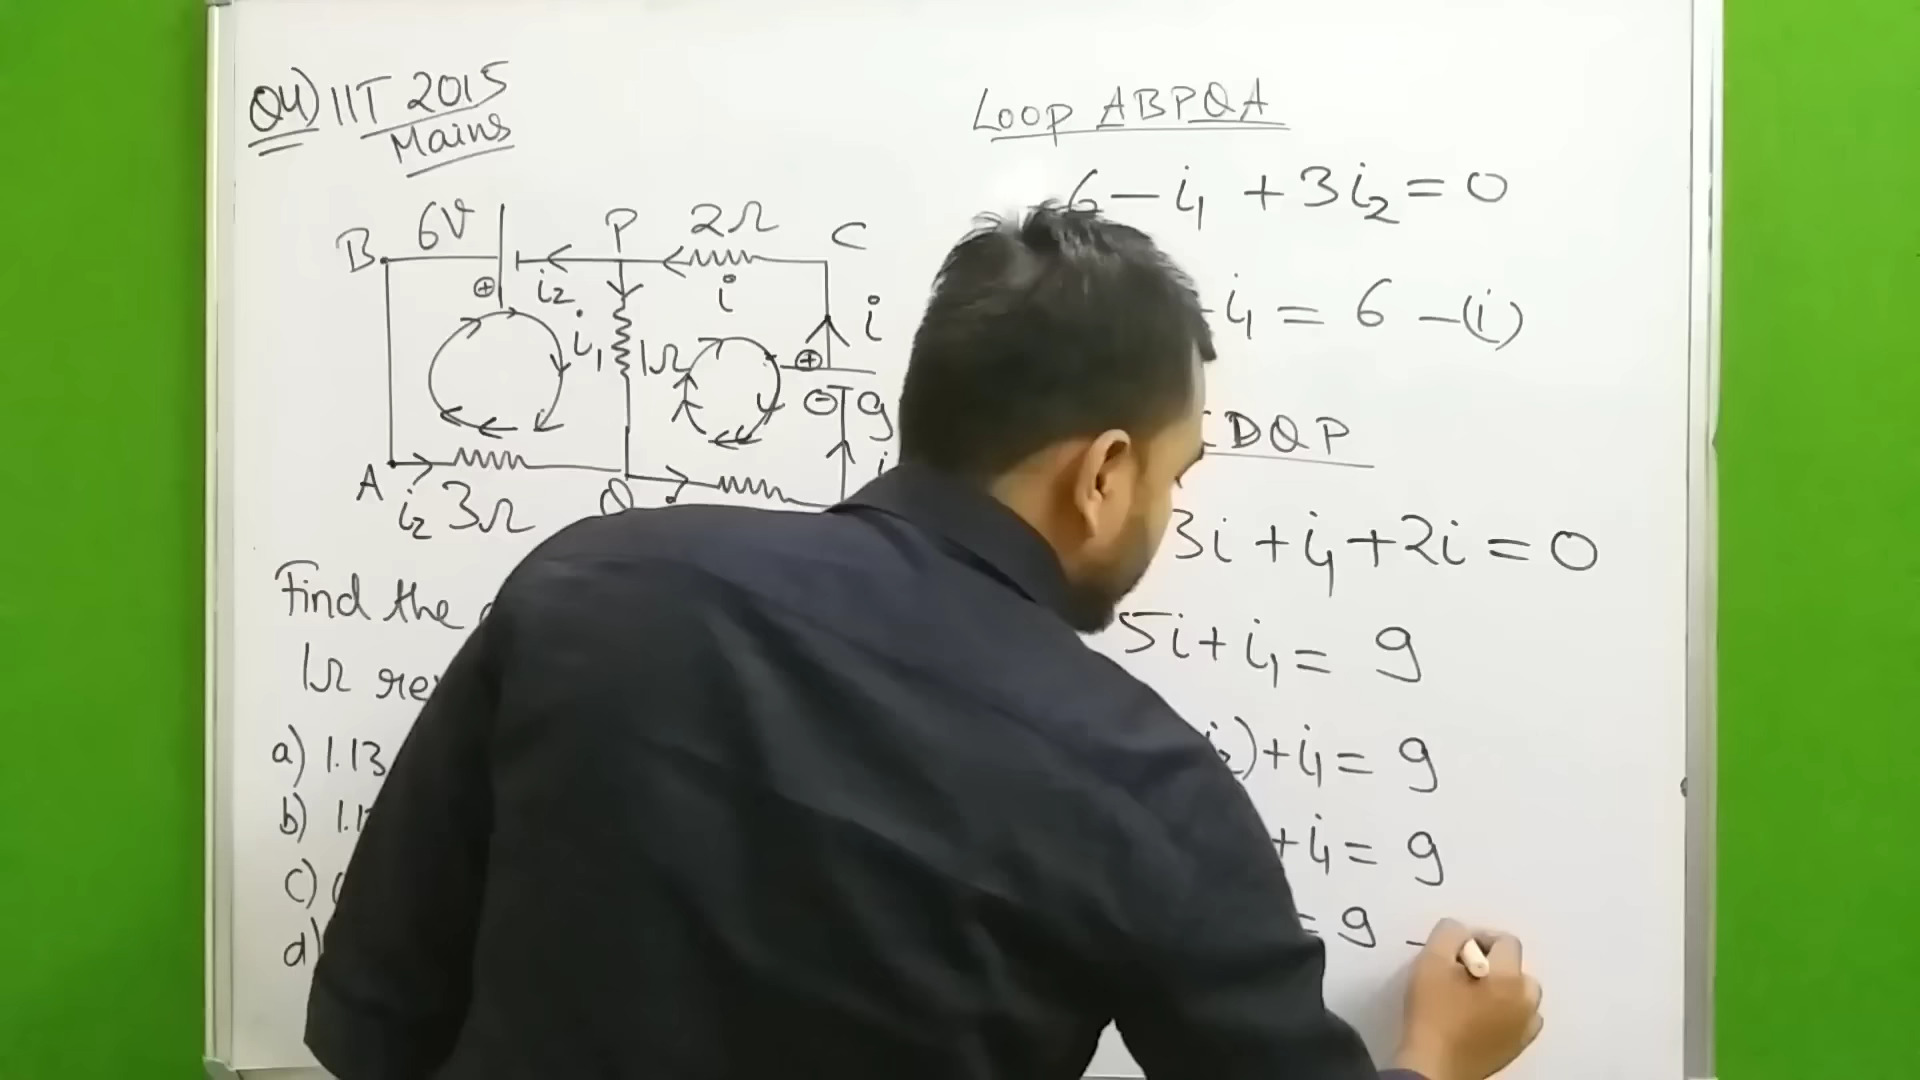 Q4) IIT 2015
Mains
B 6V P 2Ω C
⊕ i2 i i
i1 1Ω ⊕
⊖ 9
A i2 3Ω Q
Find the
1Ω
a) 1.13
b) 1.1
c)
d)
Loop ABPQA
-6 - i1 + 3i2 = 0
- i1 = 6 -(i)
DQP
3i + i1 + 2i = 0
5i + i1 = 9
i2) + i1 = 9
+ i1 = 9
= 9 -